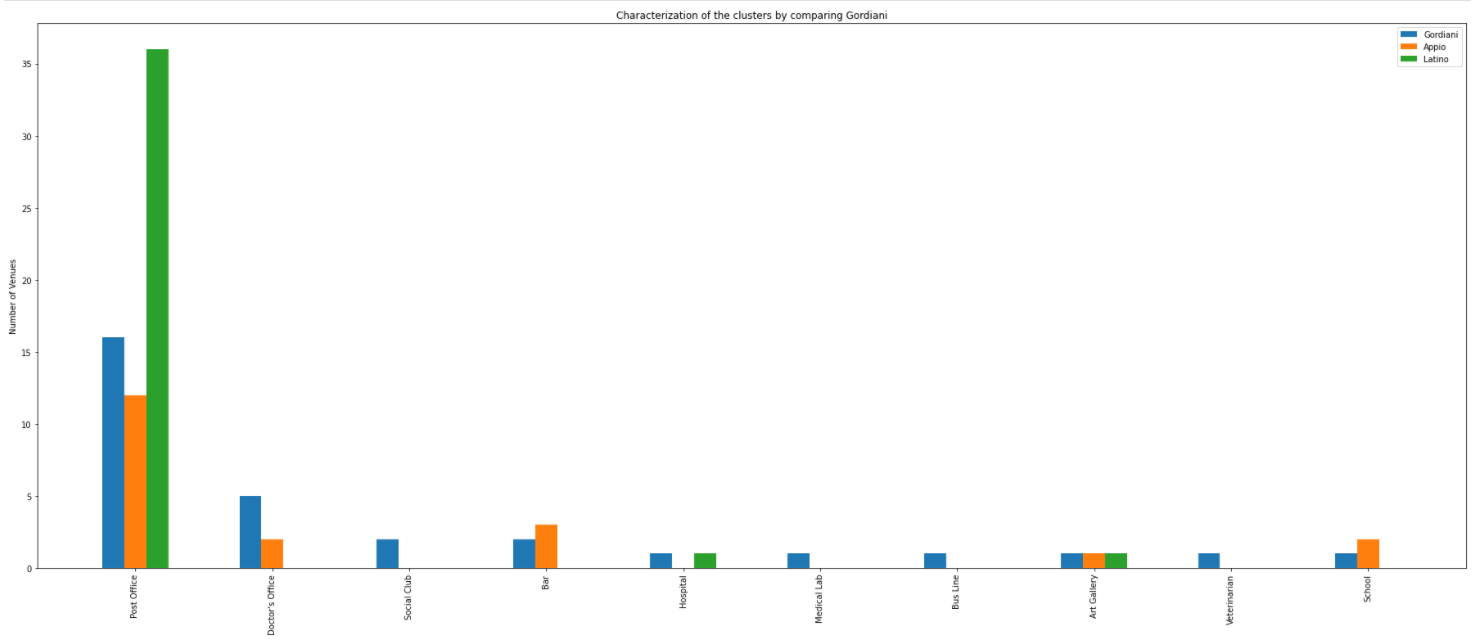 Characterization of the clusters by comparing Gordiani
Gordiani
Appio
Latino
Number of Venues
35
30
25
20
15
10
5
0
Post Office
Doctor's Office
Social Club
Bar
Hospital
Medical Lab
Bus Line
Art Gallery
Veterinarian
School